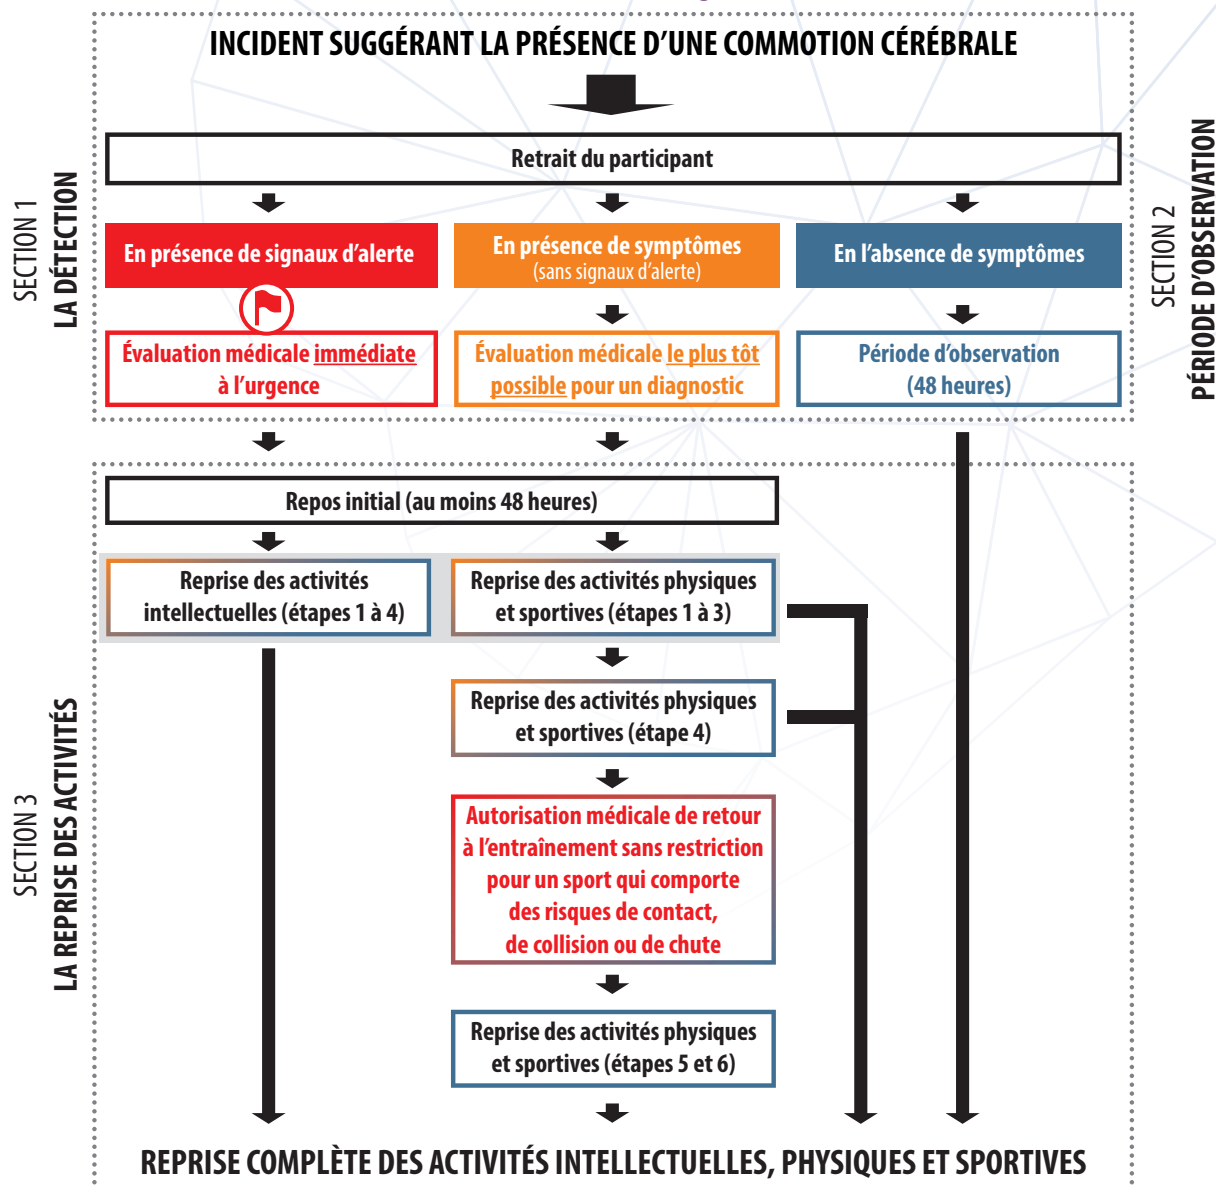 INCIDENT SUGGÉRANT LA PRÉSENCE D’UNE COMMOTION CÉRÉBRALE
SECTION 1
LA DÉTECTION
SECTION 2
PÉRIODE D’OBSERVATION
Retrait du participant
En présence de signaux d’alerte
En présence de symptômes
(sans signaux d’alerte)
En l’absence de symptômes
Évaluation médicale immédiate
à l’urgence
Évaluation médicale le plus tôt
possible pour un diagnostic
Période d’observation
(48 heures)
SECTION 3
LA REPRISE DES ACTIVITÉS
Repos initial (au moins 48 heures)
Reprise des activités
intellectuelles (étapes 1 à 4)
Reprise des activités physiques
et sportives (étapes 1 à 3)
Reprise des activités physiques
et sportives (étape 4)
Autorisation médicale de retour
à l’entraînement sans restriction
pour un sport qui comporte
des risques de contact,
de collision ou de chute
Reprise des activités physiques
et sportives (étapes 5 et 6)
REPRISE COMPLÈTE DES ACTIVITÉS INTELLECTUELLES, PHYSIQUES ET SPORTIVES